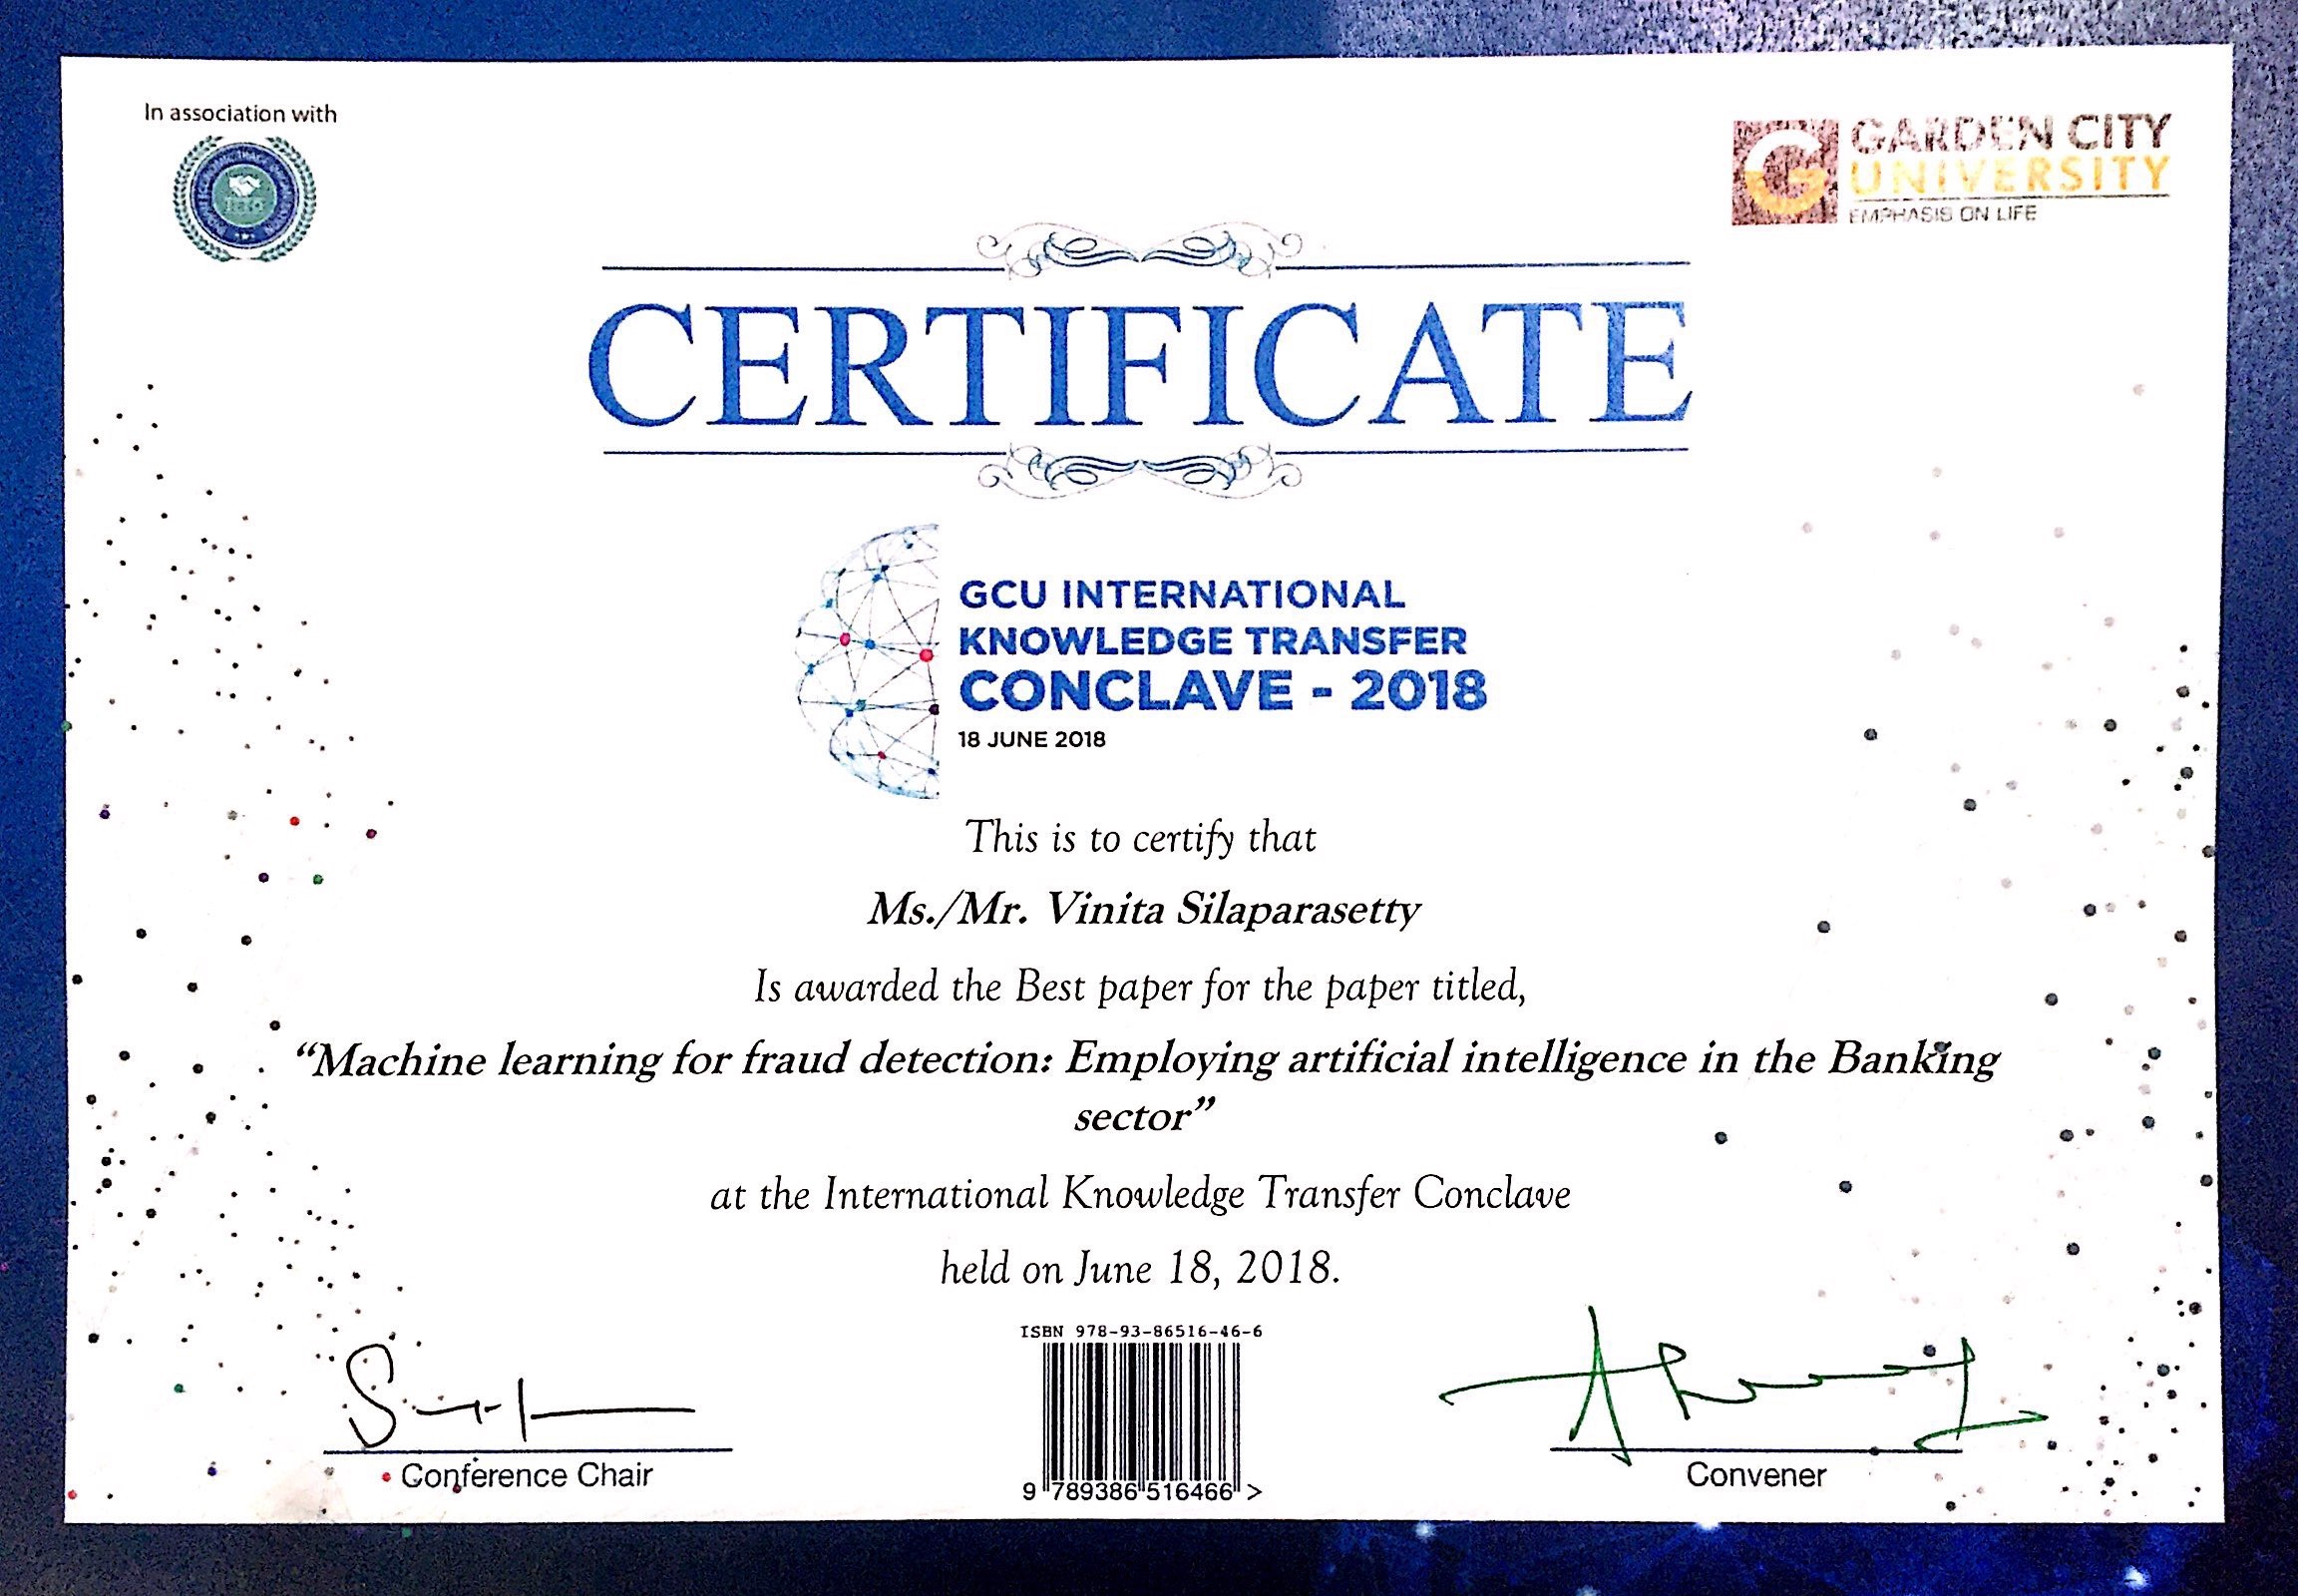 In association with
GARDEN CITY
UNIVERSITY
EMPHASIS ON LIFE
CERTIFICATE
GCU INTERNATIONAL
KNOWLEDGE TRANSFER
CONCLAVE - 2018
18 JUNE 2018
This is to certify that
Ms./Mr. Vinita Silaparasetty
Is awarded the Best paper for the paper titled,
“Machine learning for fraud detection: Employing artificial intelligence in the Banking
sector”
at the International Knowledge Transfer Conclave
held on June 18, 2018.
ISBN 978-93-86516-46-6
9 789386 516466 >
Conference Chair
Convener